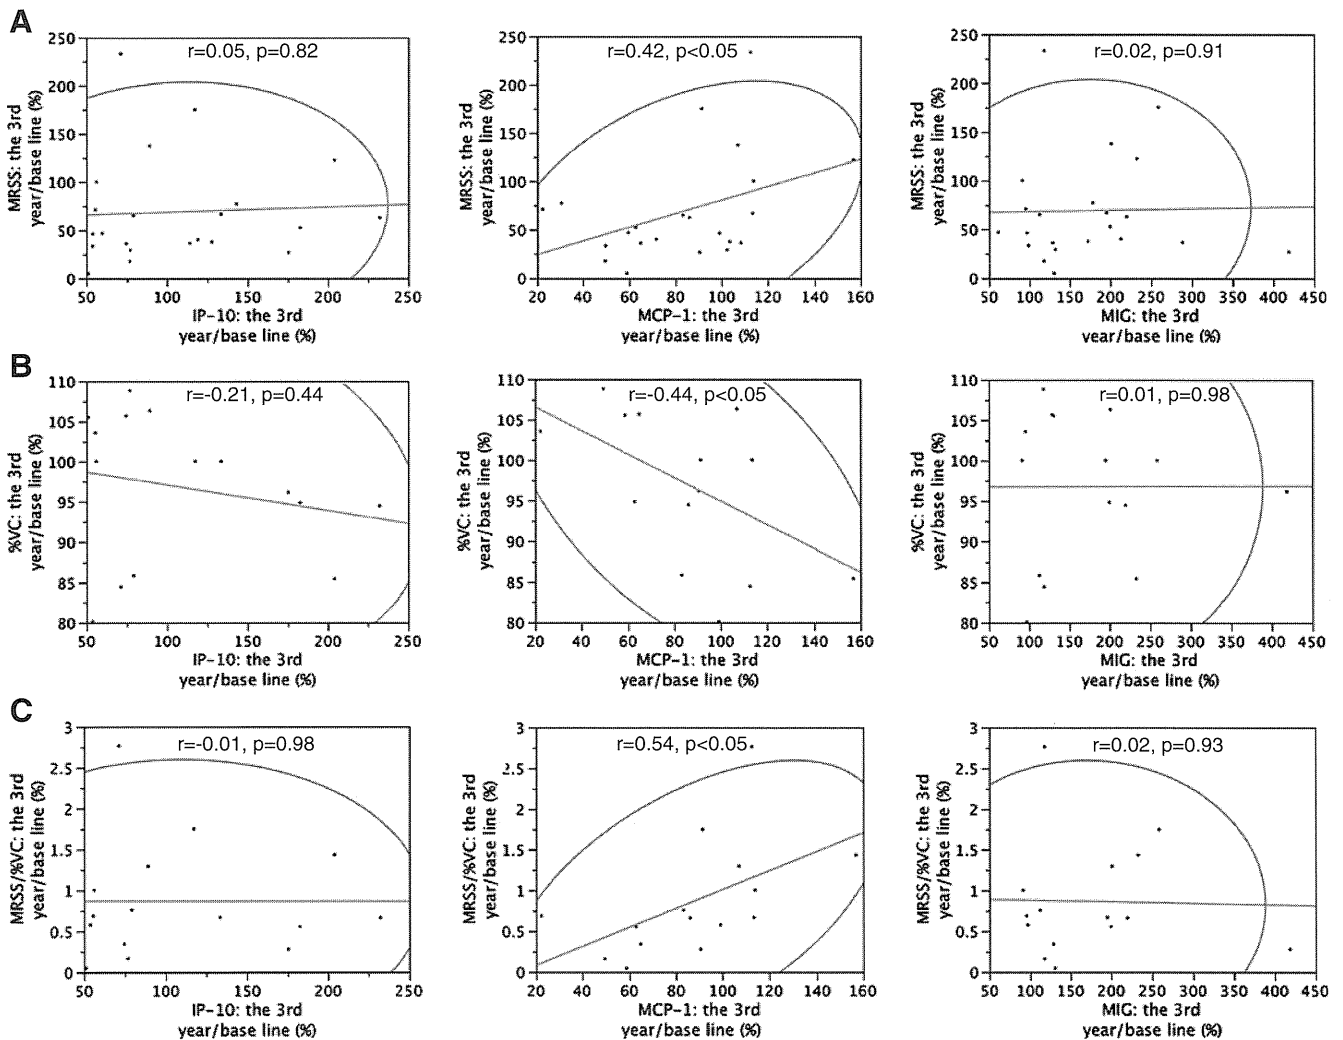 A
r=0.05, p=0.82
MRSS: the 3rd
year/base line (%)
250
200
150
100
50
0
50 100 150 200 250
IP-10: the 3rd
year/base line (%)
r=0.42, p<0.05
MRSS: the 3rd
year/base line (%)
250
200
150
100
50
0
20 40 60 80 100 120 140 160
MCP-1: the 3rd
year/base line (%)
r=0.02, p=0.91
MRSS: the 3rd
year/base line (%)
250
200
150
100
50
0
50 100 150 200 250 300 350 400 450
MIG: the 3rd
year/base line (%)
B
r=-0.21, p=0.44
%VC: the 3rd
year/base line (%)
110
105
100
95
90
85
80
50 100 150 200 250
IP-10: the 3rd
year/base line (%)
r=-0.44, p<0.05
%VC: the 3rd
year/base line (%)
110
105
100
95
90
85
80
20 40 60 80 100 120 140 160
MCP-1: the 3rd
year/base line (%)
r=0.01, p=0.98
%VC: the 3rd
year/base line (%)
110
105
100
95
90
85
80
50 100 150 200 250 300 350 400 450
MIG: the 3rd
year/base line (%)
C
r=-0.01, p=0.98
MRSS/%VC: the 3rd
year/base line (%)
3
2.5
2
1.5
1
0.5
0
50 100 150 200 250
IP-10: the 3rd
year/base line (%)
r=0.54, p<0.05
MRSS/%VC: the 3rd
year/base line (%)
3
2.5
2
1.5
1
0.5
0
20 40 60 80 100 120 140 160
MCP-1: the 3rd
year/base line (%)
r=0.02, p=0.93
MRSS/%VC: the 3rd
year/base line (%)
3
2.5
2
1.5
1
0.5
0
50 100 150 200 250 300 350 400 450
MIG: the 3rd
year/base line (%)